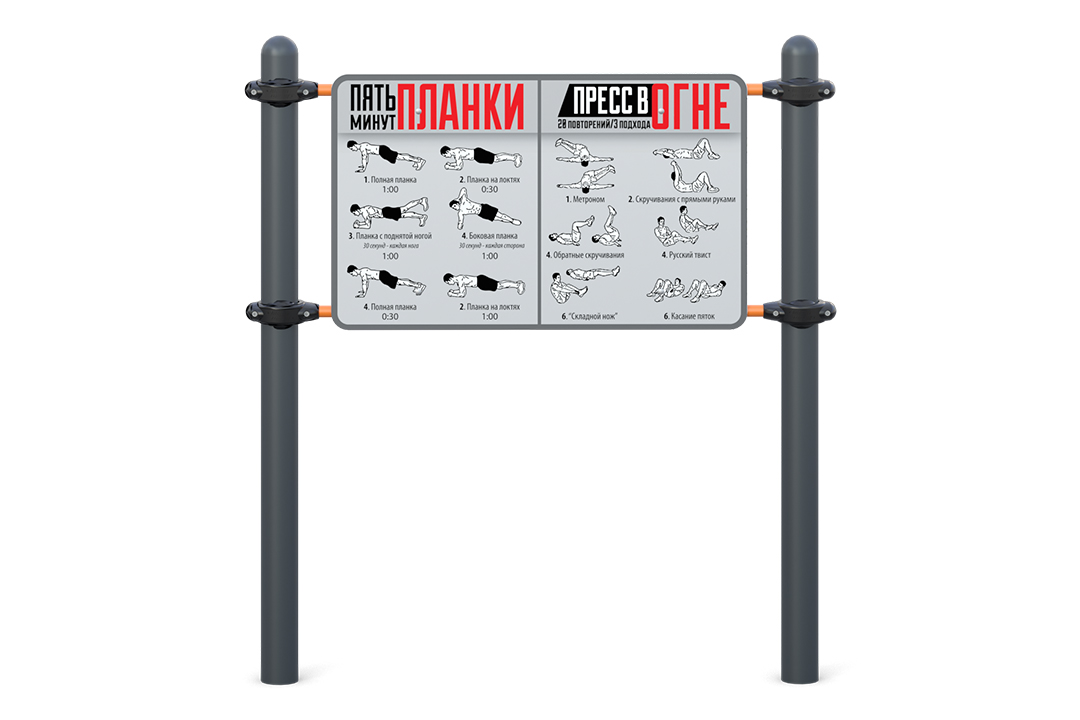 ПЯТЬ
МИНУТ
ПЛАНКИ
1. Полная планка
1:00
2. Планка на локтях
0:30
3. Планка с поднятой ногой
30 секунд - каждая нога
1:00
4. Боковая планка
30 секунд - каждая сторона
1:00
4. Полная планка
0:30
2. Планка на локтях
1:00
ПРЕСС В
ОГНЕ
20 ПОВТОРЕНИЙ/3 ПОДХОДА
1. Метроном
2. Скручивания с прямыми руками
4. Обратные скручивания
4. Русский твист
6. "Складной нож"
6. Касание пяток